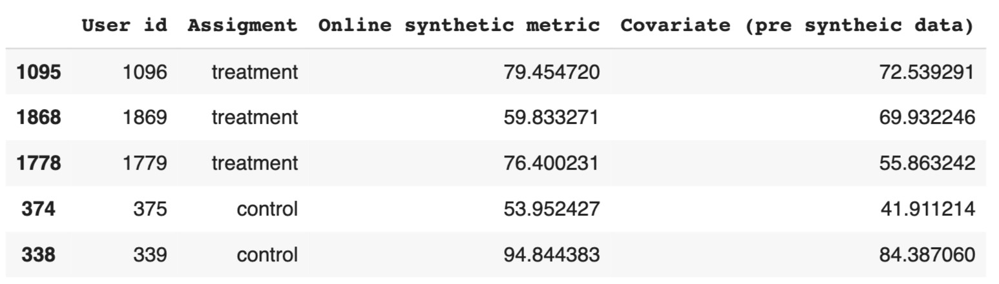 User id Assigment Online synthetic metric Covariate (pre syntheic data)
1095 1096 treatment 79.454720 72.539291
1868 1869 treatment 59.833271 69.932246
1778 1779 treatment 76.400231 55.863242
374 375 control 53.952427 41.911214
338 339 control 94.844383 84.387060